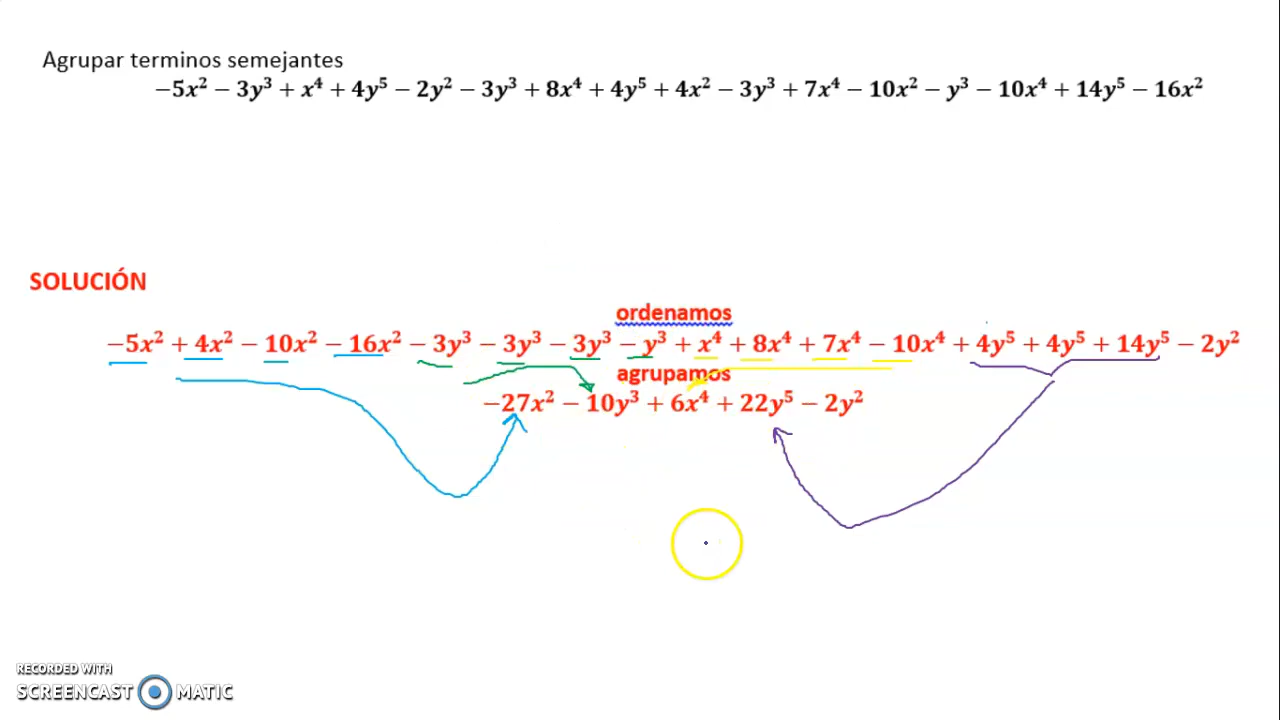 Agrupar terminos semejantes
−5x² − 3y³ + x⁴ + 4y⁵ − 2y² − 3y³ + 8x⁴ + 4y⁵ + 4x² − 3y³ + 7x⁴ − 10x² − y³ − 10x⁴ + 14y⁵ − 16x²
SOLUCIÓN
ordenamos
−5x² + 4x² − 10x² − 16x² − 3y³ − 3y³ − 3y³ − y³ + x⁴ + 8x⁴ + 7x⁴ − 10x⁴ + 4y⁵ + 4y⁵ + 14y⁵ − 2y²
agrupamos
−27x² − 10y³ + 6x⁴ + 22y⁵ − 2y²
RECORDED WITH
SCREENCAST MATIC